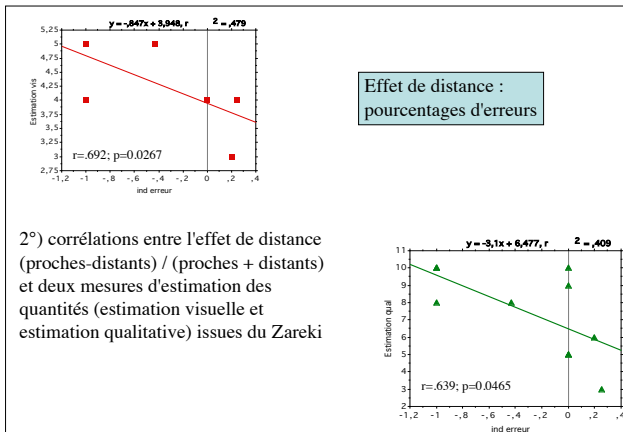 y = -,847x + 3,948, r 2 = ,479
5,25
5
4,75
4,5
4,25
4
3,75
3,5
3,25
3
2,75
Estimation vis
r=.692; p=0.0267
-1,2 -1 -,8 -,6 -,4 -,2 0 ,2 ,4
ind erreur
Effet de distance :
pourcentages d'erreurs
2°) corrélations entre l'effet de distance
(proches-distants) / (proches + distants)
et deux mesures d'estimation des
quantités (estimation visuelle et
estimation qualitative) issues du Zareki
y = -3,1x + 6,477, r 2 = ,409
11
10
9
8
7
6
5
4
3
2
Estimation qual
r=.639; p=0.0465
-1,2 -1 -,8 -,6 -,4 -,2 0 ,2 ,4
ind erreur